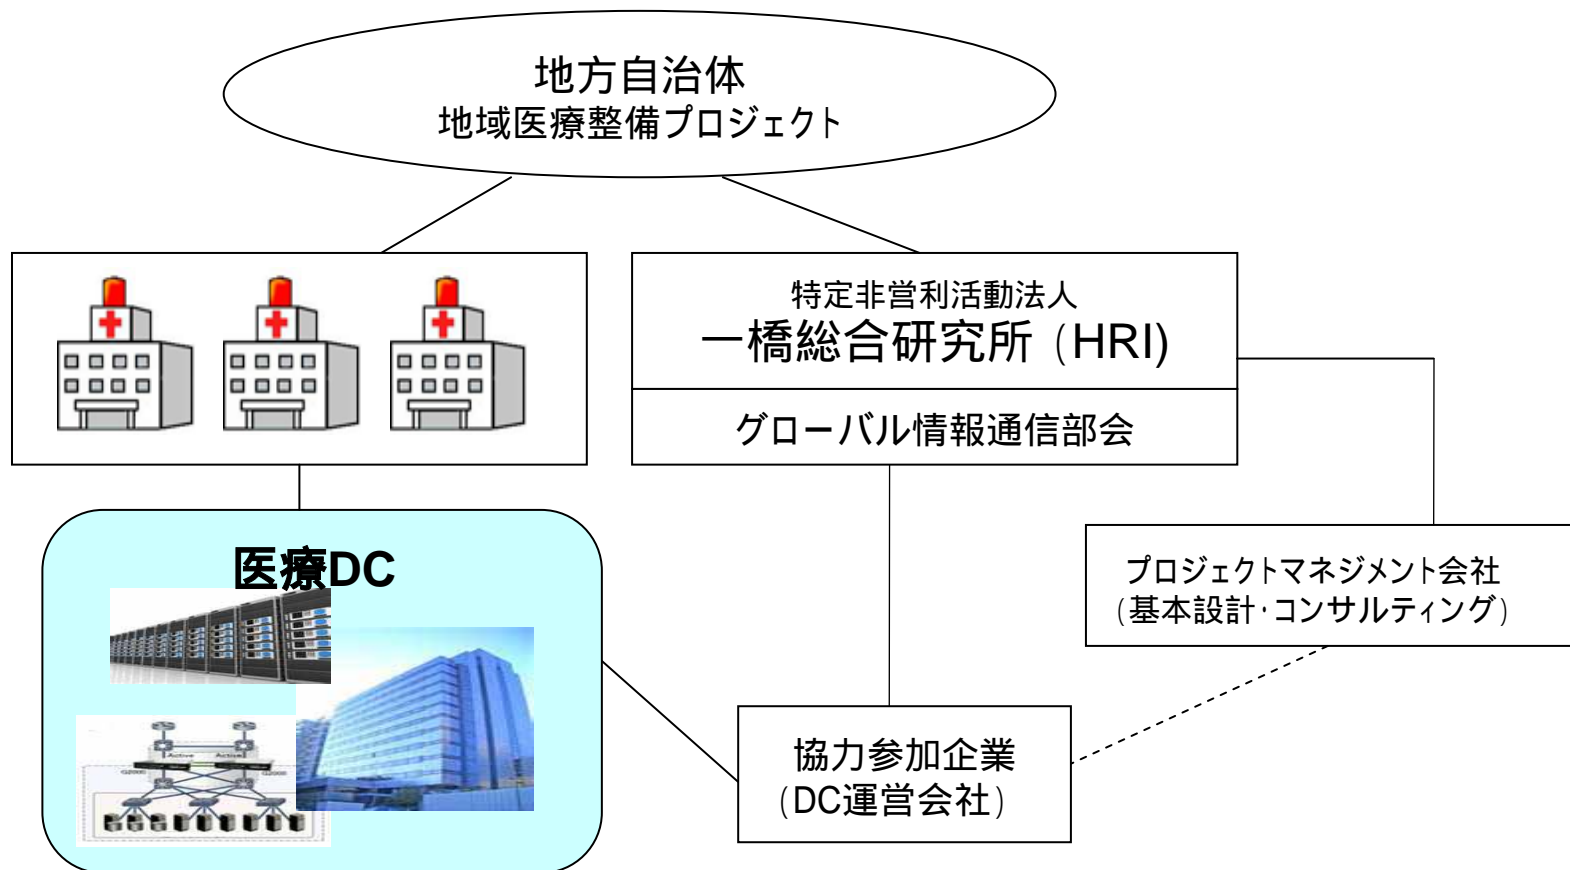 地方自治体
地域医療整備プロジェクト
特定非営利活動法人
一橋総合研究所（HRI)
グローバル情報通信部会
医療DC
Active Active
G2000 G2000
プロジェクトマネジメント会社
（基本設計・コンサルティング）
協力参加企業
（DC運営会社）